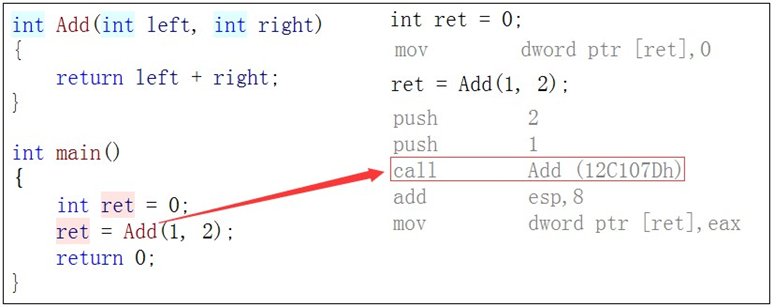 int Add(int left, int right)
{
    return left + right;
}
int main()
{
    int ret = 0;
    ret = Add(1, 2);
    return 0;
}
int ret = 0;
mov dword ptr [ret],0
ret = Add(1, 2);
push 2
push 1
call Add (12C107Dh)
add esp,8
mov dword ptr [ret],eax